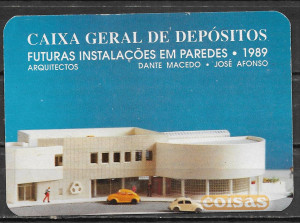 CAIXA GERAL DE DEPÓSITOS
FUTURAS INSTALAÇÕES EM PAREDES • 1989
ARQUITECTOS DANTE MACEDO • JOSÉ AFONSO
coisas